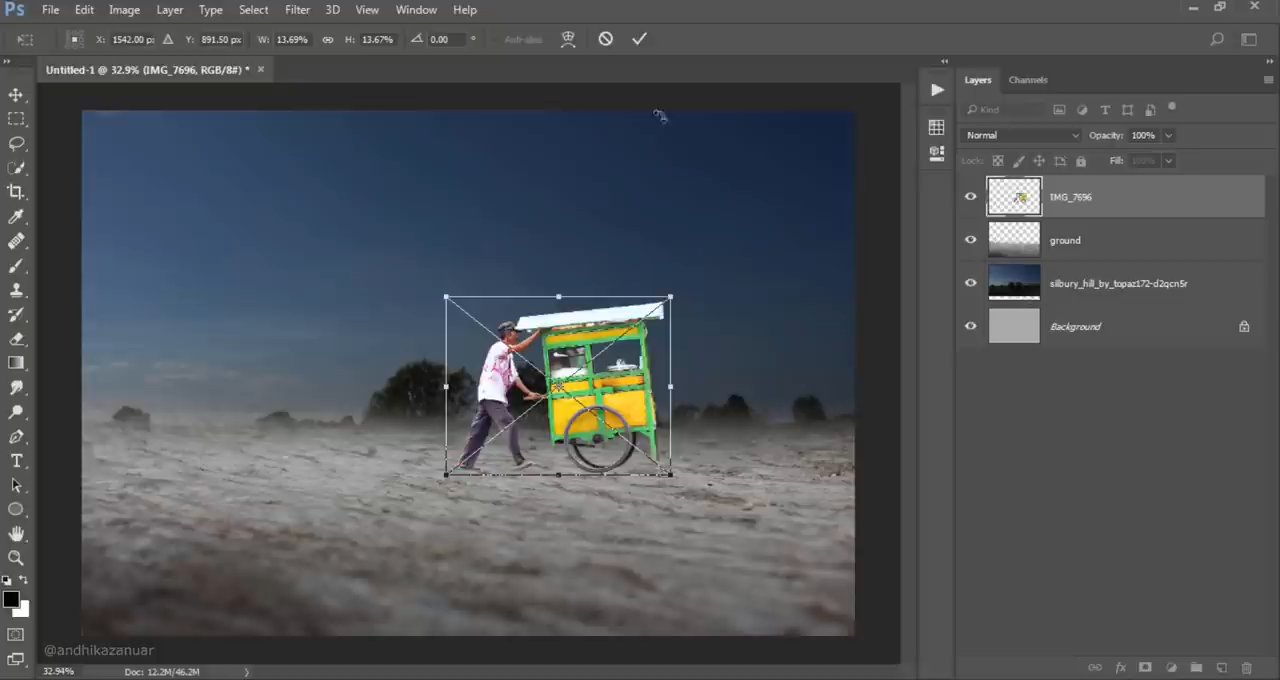 Ps File Edit Image Layer Type Select Filter 3D View Window Help
X: 1542.00 p: Y: 891.50 px W: 13.69% H: 13.67% 0.00 ° Anti-alias
Untitled-1 @ 32.9% (IMG_7696, RGB/8#) * ×
Layers Channels
Kind
Normal Opacity: 100%
Lock: Fill: 100%
IMG_7696
ground
silbury_hill_by_topaz172-d2qcn5r
Background
@andhikazanuar
32.94% Doc: 12.2M/46.2M